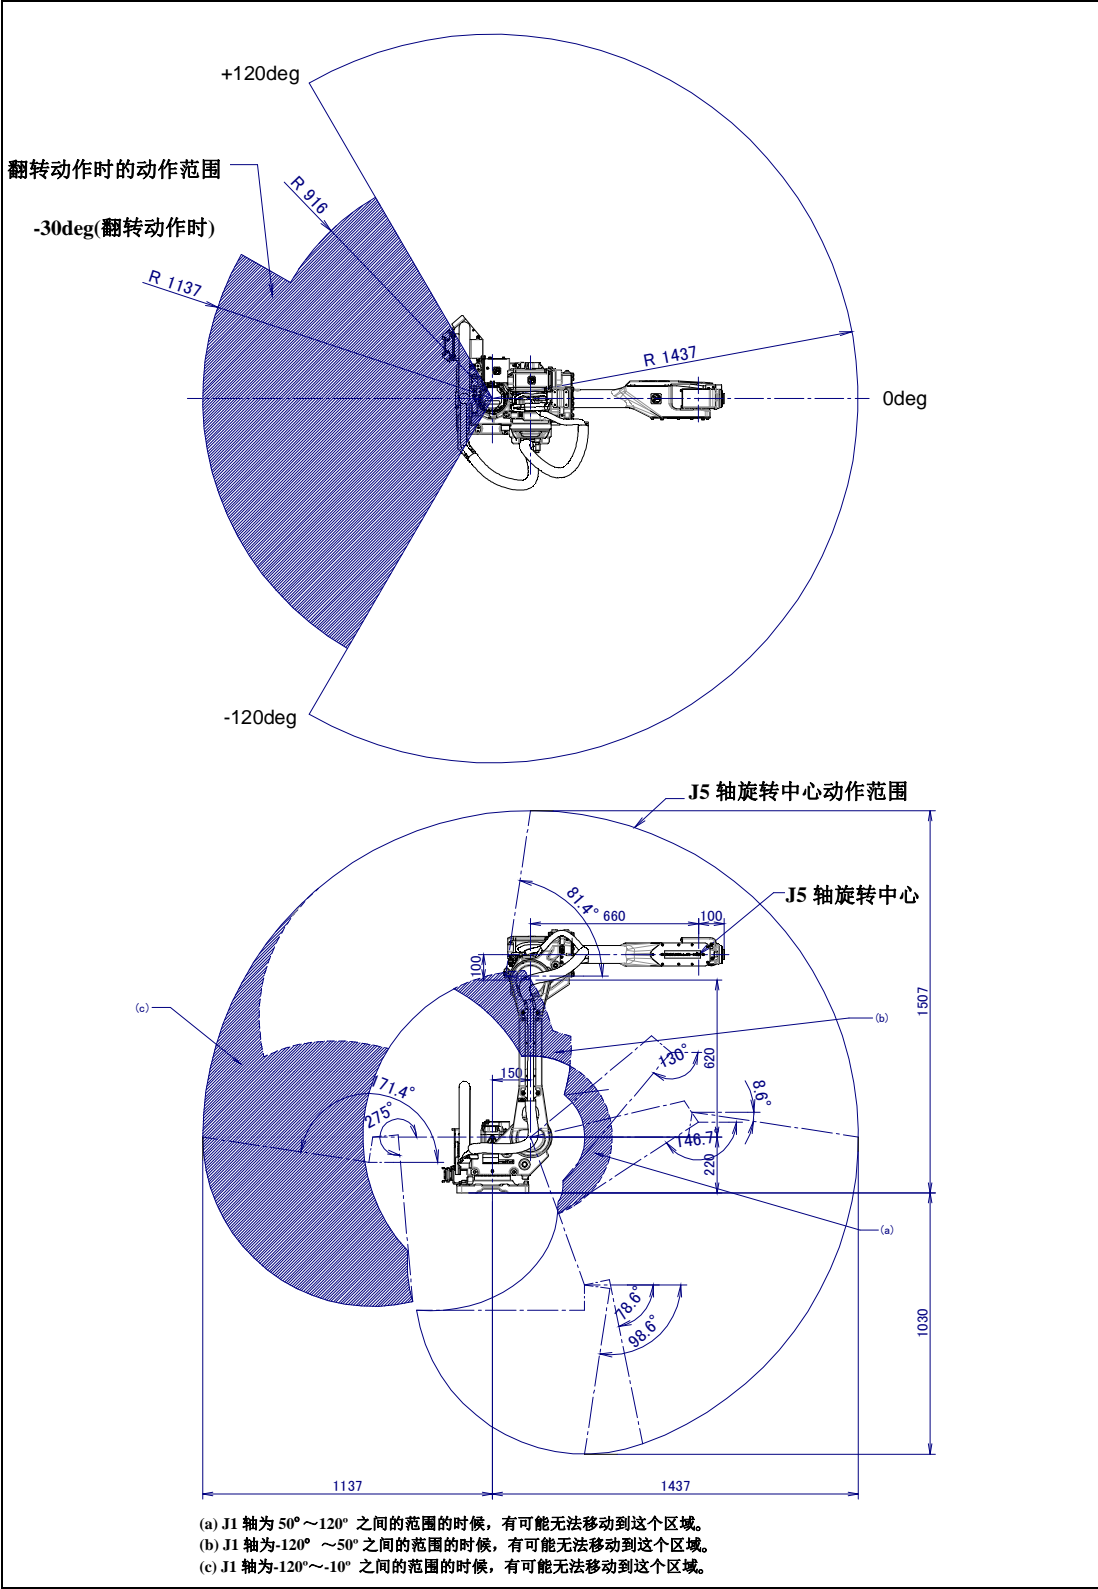 +120deg
翻转动作时的动作范围
R 916
-30deg(翻转动作时)
R 1137
R 1437
0deg
-120deg
J5 轴旋转中心动作范围
81.4°
J5 轴旋转中心
660
100
100
1507
(c)
(b)
620
130°
150
171.4°
275°
8.6°
146.7
220
(a)
78.6°
98.6°
1030
1137
1437
(a) J1 轴为 50°～120° 之间的范围的时候，有可能无法移动到这个区域。
(b) J1 轴为-120° ～50° 之间的范围的时候，有可能无法移动到这个区域。
(c) J1 轴为-120°～-10° 之间的范围的时候，有可能无法移动到这个区域。